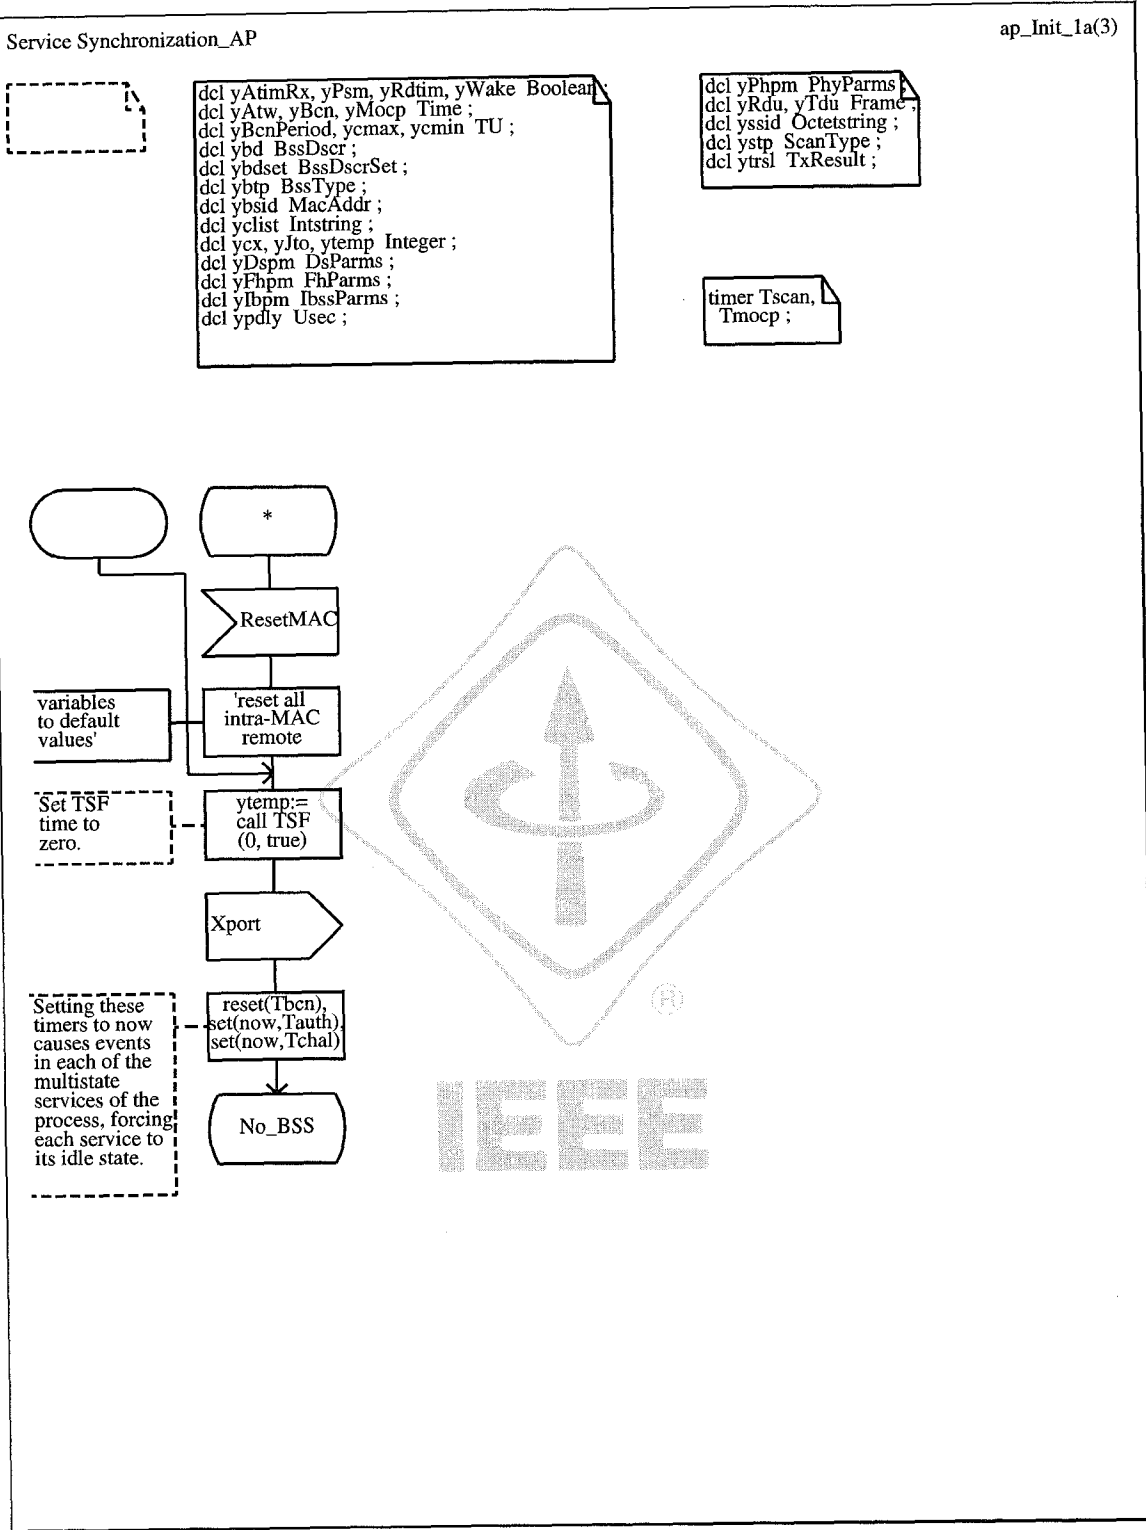 Service Synchronization_AP
ap_Init_1a(3)
dcl yAtimRx, yPsm, yRdtim, yWake Boolean ;
dcl yAtw, yBcn, yMocp Time ;
dcl yBcnPeriod, ycmax, ycmin TU ;
dcl ybd BssDscr ;
dcl ybdset BssDscrSet ;
dcl ybtp BssType ;
dcl ybsid MacAddr ;
dcl yclist Intstring ;
dcl ycx, yJto, ytemp Integer ;
dcl yDspm DsParms ;
dcl yFhpm FhParms ;
dcl yIbpm IbssParms ;
dcl ypdly Usec ;
dcl yPhpm PhyParms ;
dcl yRdu, yTdu Frame ;
dcl yssid Octetstring ;
dcl ystp ScanType ;
dcl ytrsl TxResult ;
timer Tscan,
Tmocp ;
*
ResetMAC
'reset all
intra-MAC
remote
variables
to default
values'
ytemp:=
call TSF
(0, true)
Set TSF
time to
zero.
Xport
reset(Tbcn),
set(now,Tauth),
set(now,Tchal)
Setting these
timers to now
causes events
in each of the
multistate
services of the
process, forcing
each service to
its idle state.
No_BSS
®
IEEE